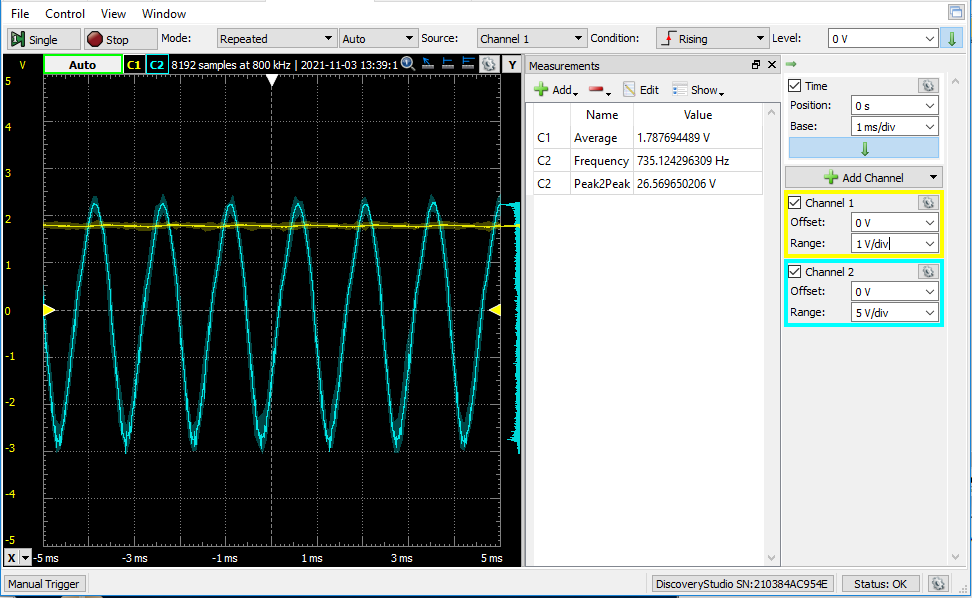 File Control View Window
Single Stop Mode: Repeated Auto Source: Channel 1 Condition: Rising Level: 0 V
V Auto C1 C2 8192 samples at 800 kHz | 2021-11-03 13:39:1 Y
5
4
3
2
1
0
-1
-2
-3
-4
-5
X -5 ms -3 ms -1 ms 1 ms 3 ms 5 ms
Measurements
Add Edit Show
Name Value
C1 Average 1.787694489 V
C2 Frequency 735.124296309 Hz
C2 Peak2Peak 26.569650206 V
Time
Position: 0 s
Base: 1 ms/div
Add Channel
Channel 1
Offset: 0 V
Range: 1 V/div
Channel 2
Offset: 0 V
Range: 5 V/div
Manual Trigger DiscoveryStudio SN:210384AC954E Status: OK